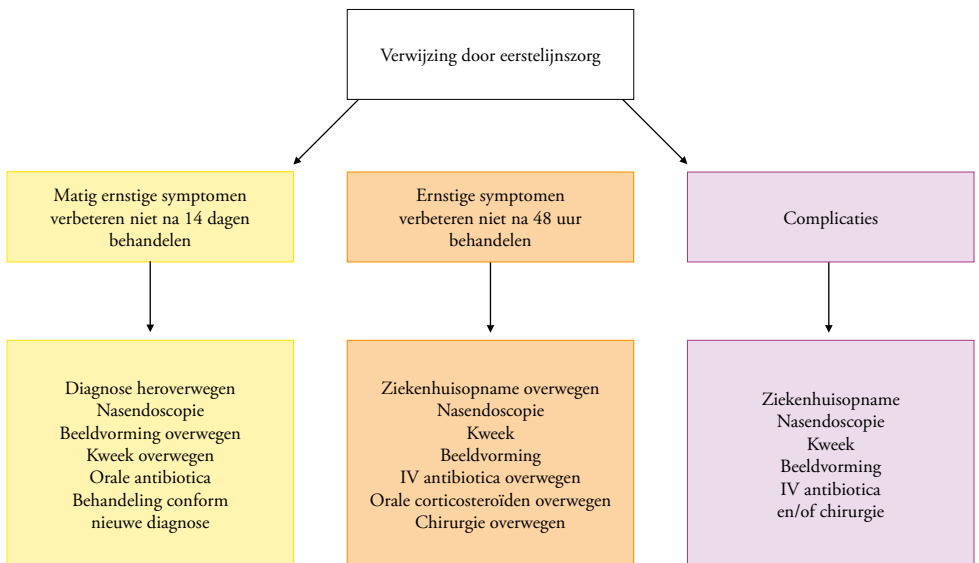 Verwijzing door eerstelijnszorg
Matig ernstige symptomen
verbeteren niet na 14 dagen
behandelen
Ernstige symptomen
verbeteren niet na 48 uur
behandelen
Complicaties
Diagnose heroverwegen
Nasendoscopie
Beeldvorming overwegen
Kweek overwegen
Orale antibiotica
Behandeling conform
nieuwe diagnose
Ziekenhuisopname overwegen
Nasendoscopie
Kweek
Beeldvorming
IV antibiotica overwegen
Orale corticosteroïden overwegen
Chirurgie overwegen
Ziekenhuisopname
Nasendoscopie
Kweek
Beeldvorming
IV antibiotica
en/of chirurgie